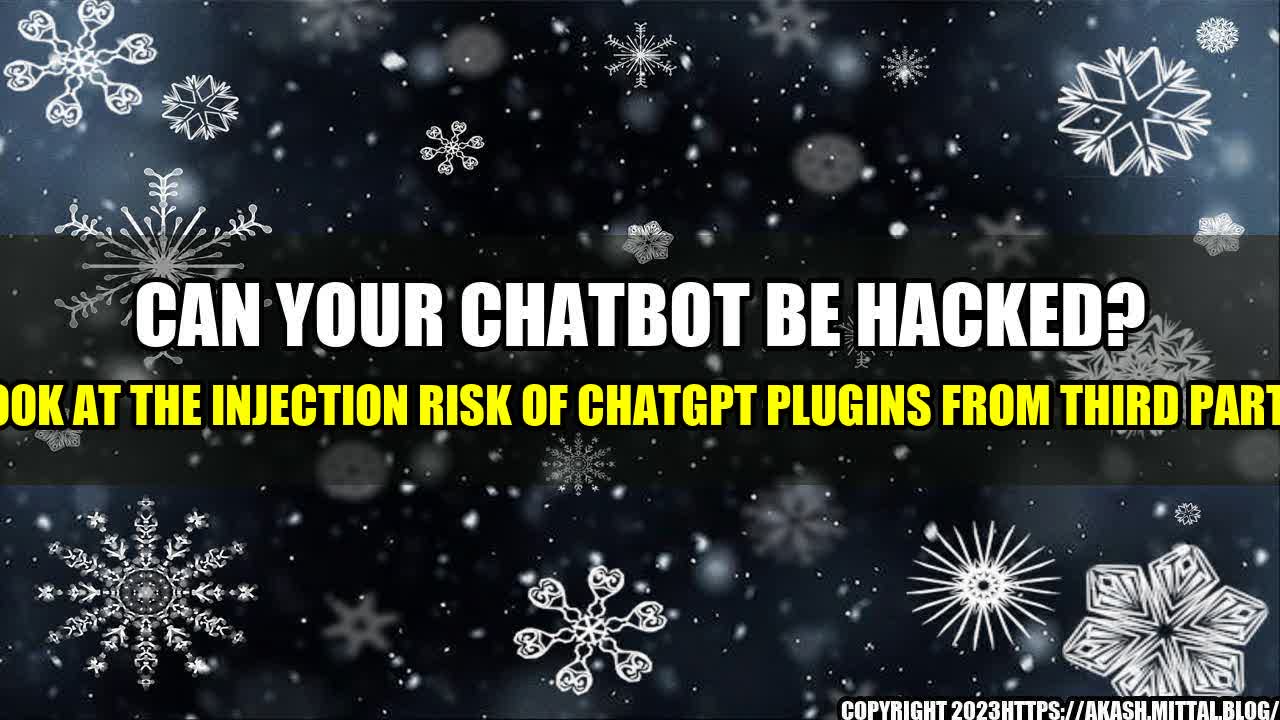 CAN YOUR CHATBOT BE HACKED?
OOK AT THE INJECTION RISK OF CHATGPT PLUGINS FROM THIRD PART
COPYRIGHT 2023HTTPS://AKASH.MITTAL.BLOG/